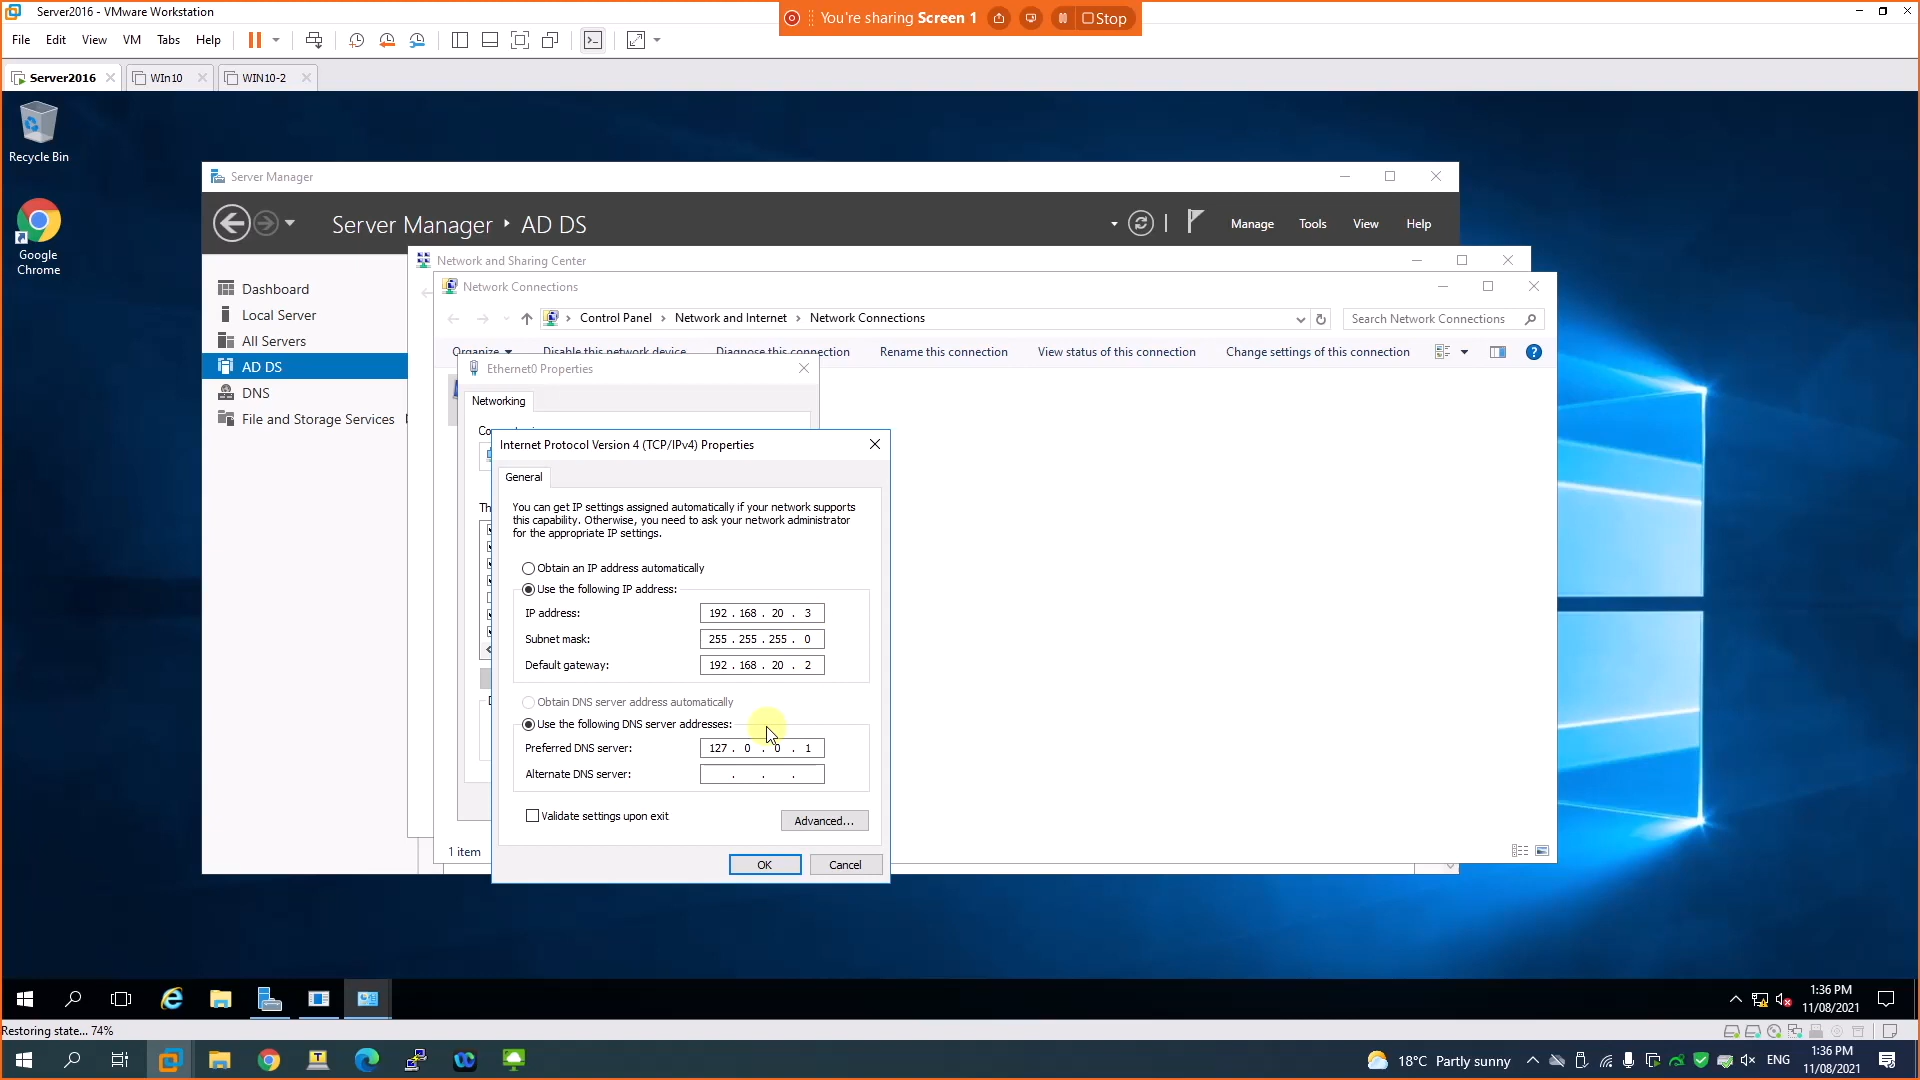 Server2016 - VMware Workstation
You're sharing Screen 1
Stop
File Edit View VM Tabs Help
Server2016
WIn10
WIN10-2
Recycle Bin
Google
Chrome
Server Manager
Server Manager ‣ AD DS
Manage Tools View Help
Dashboard
Local Server
All Servers
AD DS
DNS
File and Storage Services
Network and Sharing Center
Network Connections
Control Panel > Network and Internet > Network Connections
Search Network Connections
Organize Disable this network device Diagnose this connection Rename this connection View status of this connection Change settings of this connection
Ethernet0 Properties
Networking
Internet Protocol Version 4 (TCP/IPv4) Properties
General
You can get IP settings assigned automatically if your network supports
this capability. Otherwise, you need to ask your network administrator
for the appropriate IP settings.
Obtain an IP address automatically
Use the following IP address:
IP address: 192 . 168 . 20 . 3
Subnet mask: 255 . 255 . 255 . 0
Default gateway: 192 . 168 . 20 . 2
Obtain DNS server address automatically
Use the following DNS server addresses:
Preferred DNS server: 127 . 0 . 0 . 1
Alternate DNS server: . . .
Validate settings upon exit
Advanced...
OK Cancel
1 item
1:36 PM
11/08/2021
Restoring state... 74%
18°C Partly sunny
ENG
1:36 PM
11/08/2021